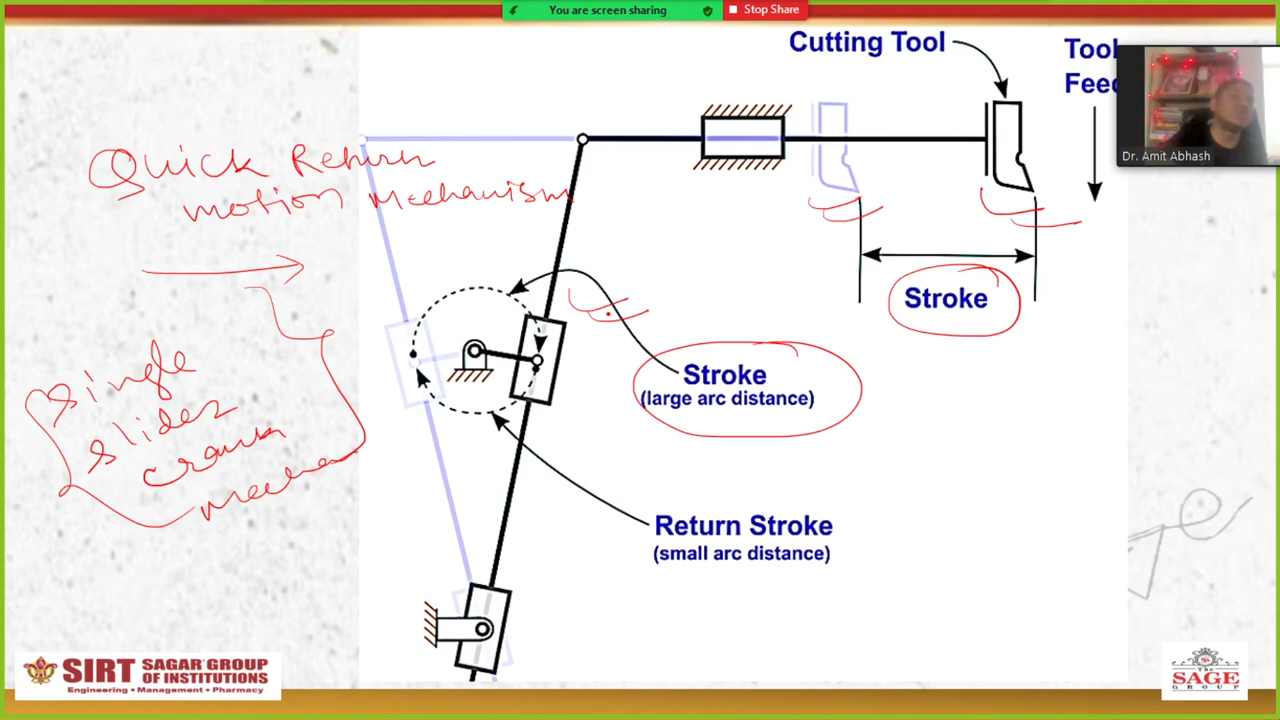 You are screen sharing
Stop Share
Cutting Tool
Tool
Feed
Dr. Amit Abhash
Quick Return
motion Mechanism
Stroke
Stroke
(large arc distance)
single
slider
crank
Return Stroke
(small arc distance)
SIRT SAGAR GROUP
OF INSTITUTIONS
Engineering • Management • Pharmacy
The
SAGE
GROUP